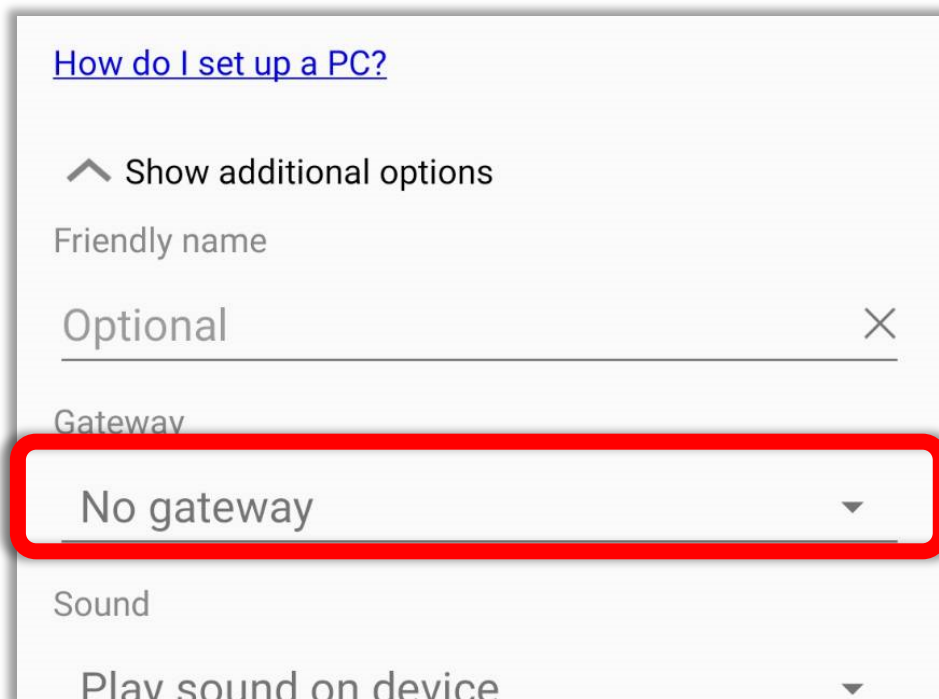 How do I set up a PC?
Show additional options
Friendly name
Optional
Gateway
No gateway
Sound
Play sound on device